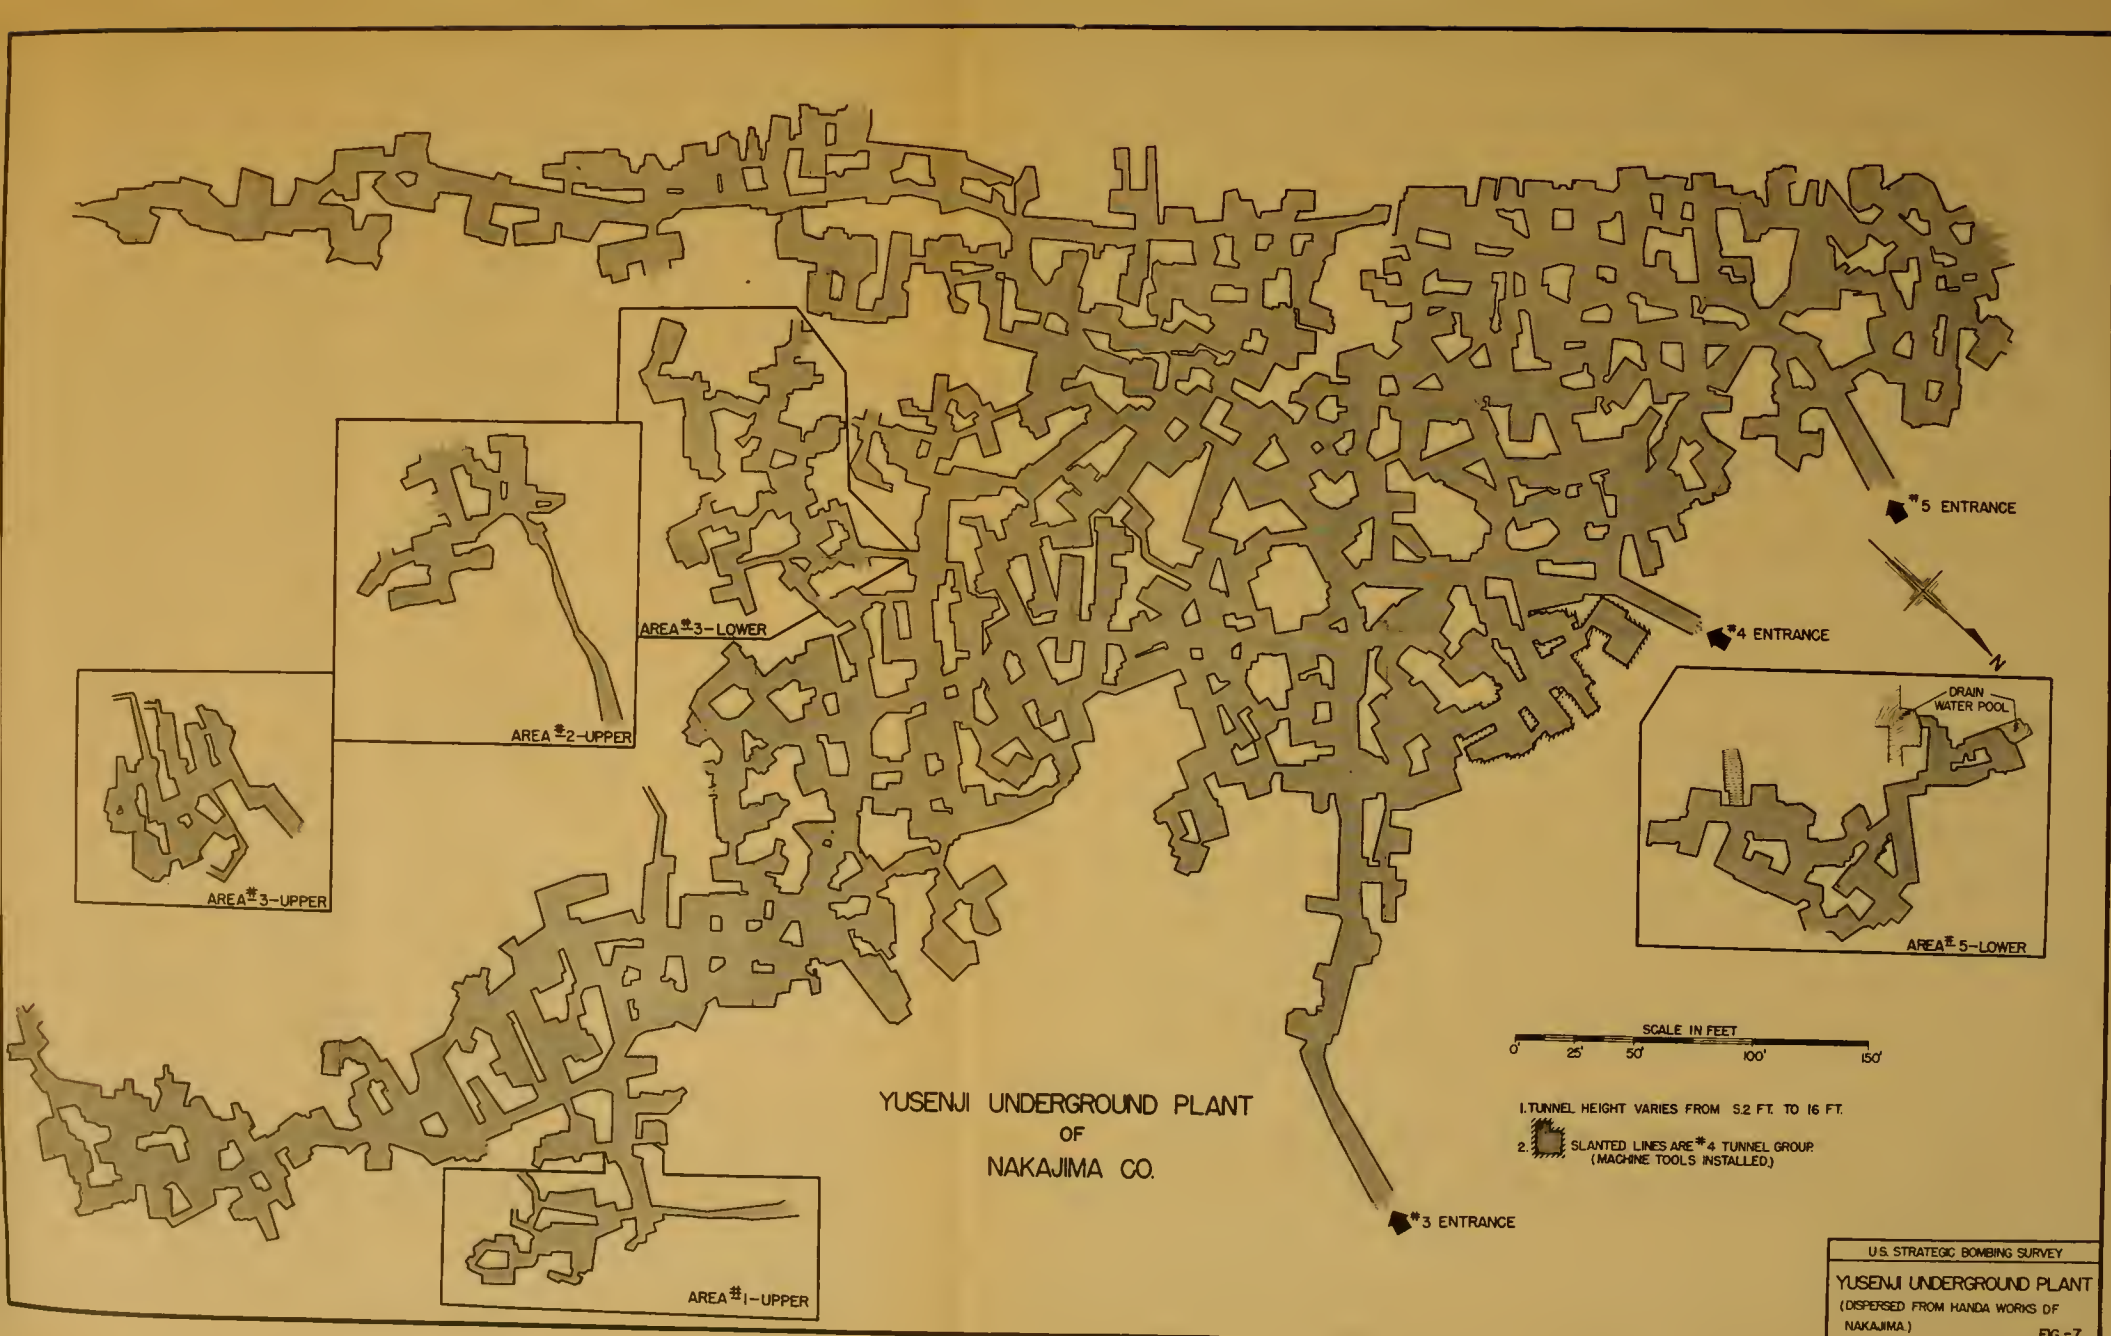 #5 ENTRANCE
N
#4 ENTRANCE
AREA #3-LOWER
DRAIN
WATER POOL
AREA #2-UPPER
AREA #3-UPPER
AREA #5-LOWER
SCALE IN FEET
0' 25' 50' 100' 150'
YUSENJI UNDERGROUND PLANT
OF
NAKAJIMA CO.
1. TUNNEL HEIGHT VARIES FROM 5.2 FT. TO 16 FT.
2. SLANTED LINES ARE #4 TUNNEL GROUP.
(MACHINE TOOLS INSTALLED.)
#3 ENTRANCE
AREA #1-UPPER
U.S. STRATEGIC BOMBING SURVEY
YUSENJI UNDERGROUND PLANT
(DISPERSED FROM HANDA WORKS OF
NAKAJIMA.)
FIG.-7